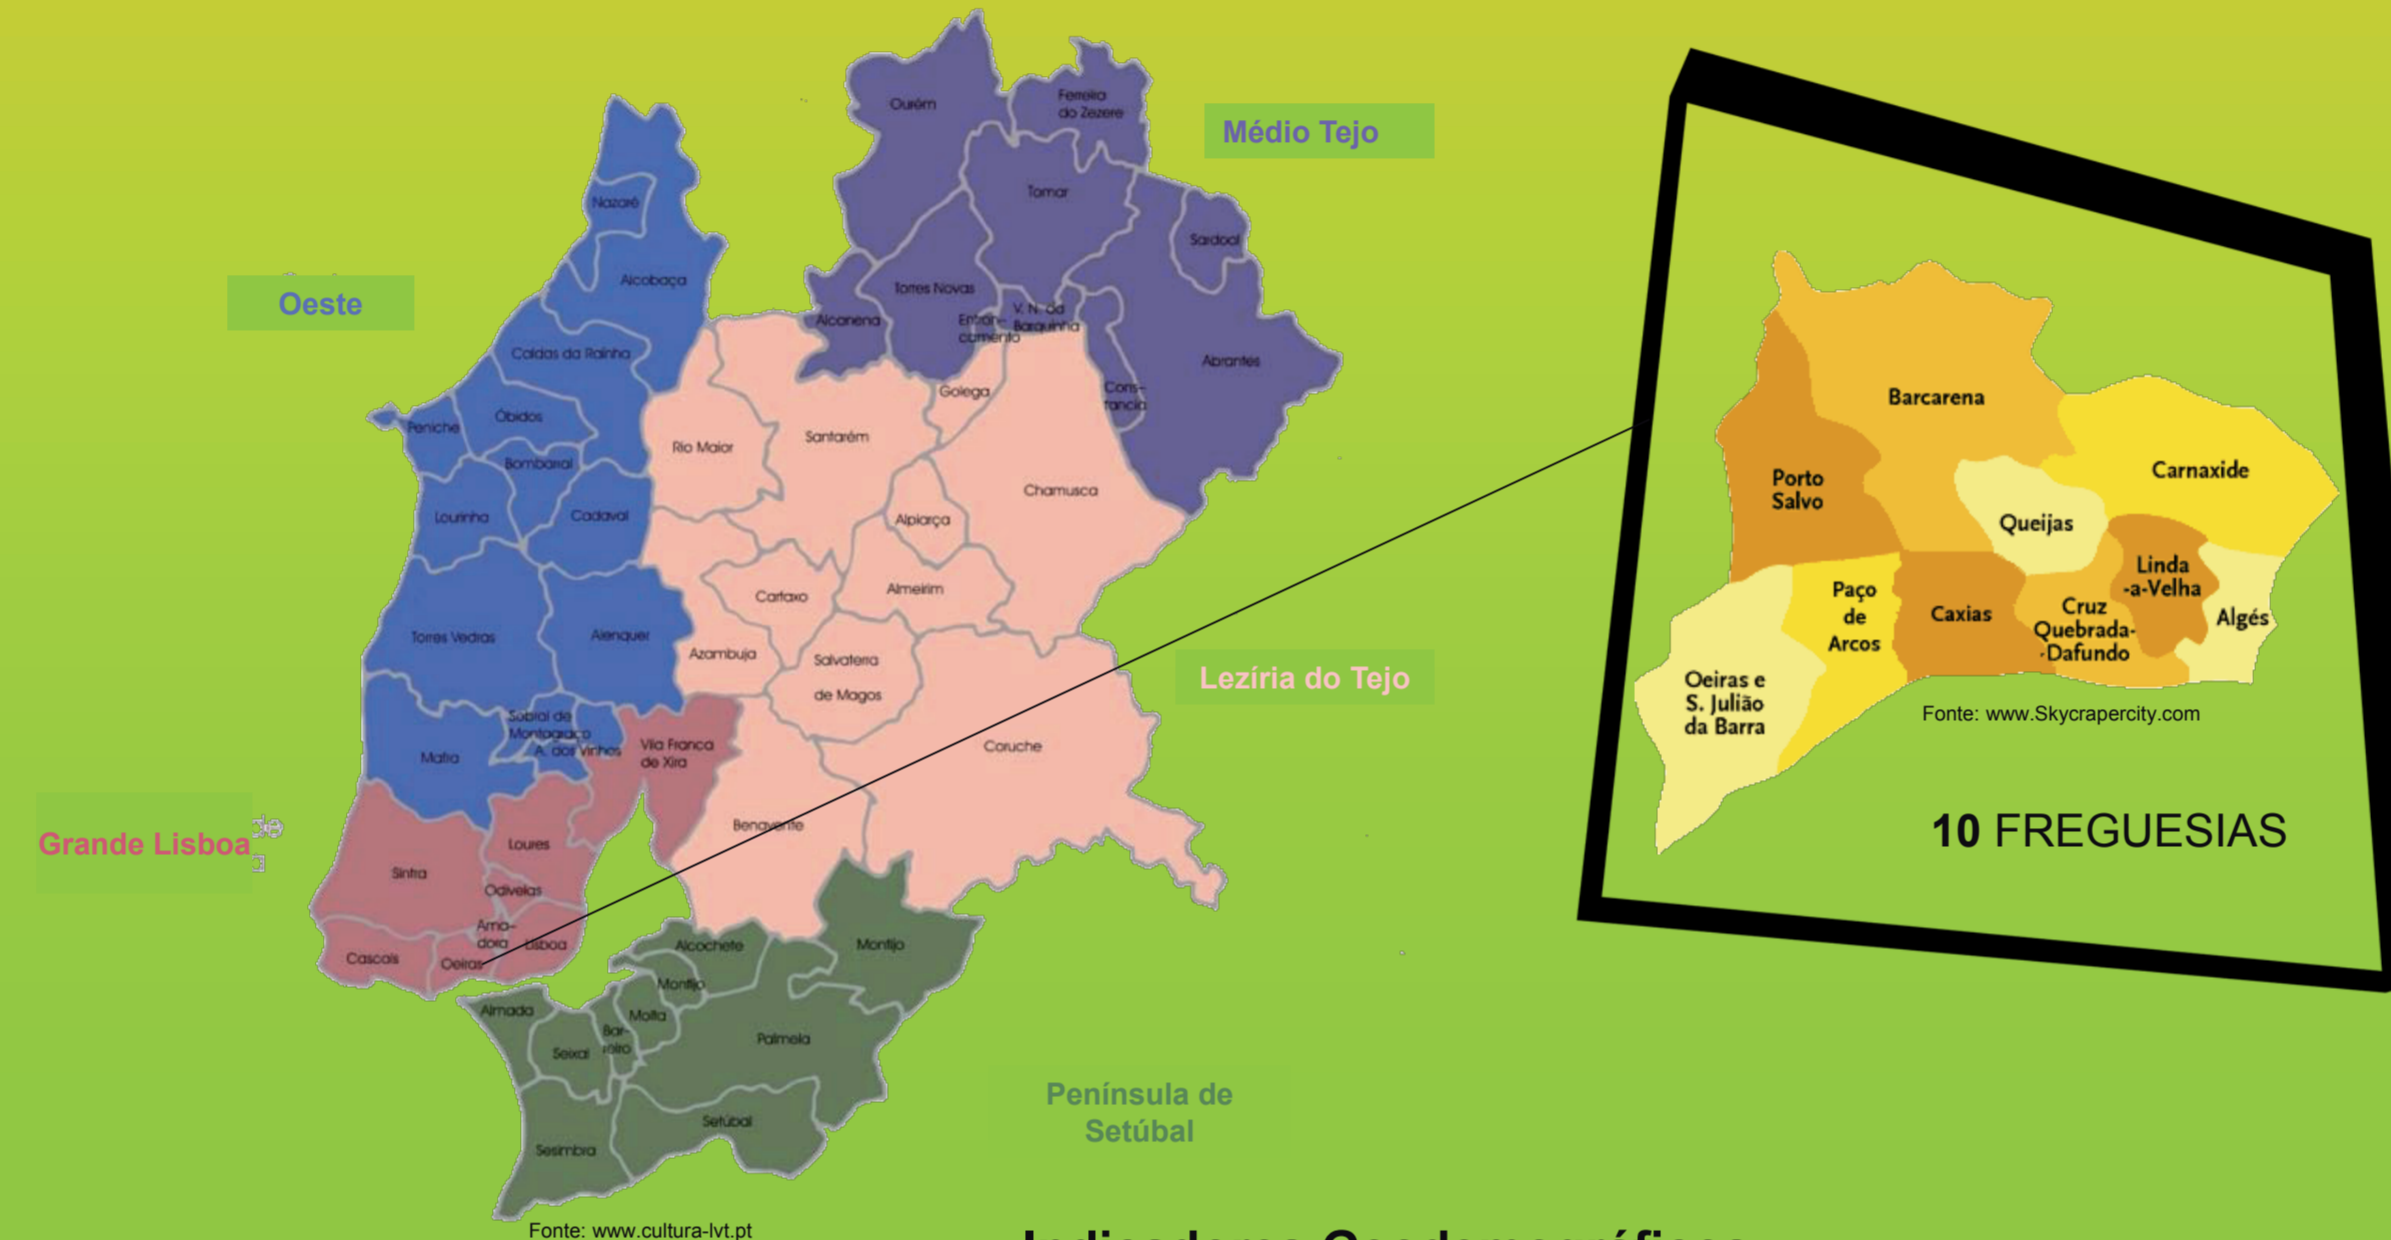 Ourém
Ferreira
do Zezere
Médio Tejo
Tomar
Nazaré
Sardoal
Alcobaça
Torres Novas
Oeste
V. N. da
Barquinha
Alcanena
Entron-
camento
Caldas da Rainha
Abrantes
Cons-
tancia
Golega
Óbidos
Peniche
Rio Maior
Santarém
Bombarral
Chamusca
Lourinha
Cadaval
Alpiarça
Cartaxo
Almeirim
Torres Vedras
Alenquer
Azambuja
Salvaterra
de Magos
Lezíria do Tejo
Sobral de
Montagraço
A. dos Vinhos
Mafra
Vila Franca
de Xira
Coruche
Benavente
Grande Lisboa
Loures
Sintra
Odivelas
Ama-
dora
Lisboa
Cascais
Oeiras
Alcochete
Montijo
Montijo
Almada
Moita
Bar-
reiro
Seixal
Palmela
Setúbal
Sesimbra
Península de
Setúbal
Fonte: www.cultura-lvt.pt
Barcarena
Porto
Salvo
Carnaxide
Queijas
Linda
-a-Velha
Paço
de
Arcos
Caxias
Cruz
Quebrada-
-Dafundo
Algés
Oeiras e
S. Julião
da Barra
Fonte: www.Skycrapercity.com
10 FREGUESIAS
Indicadores Geodemográficos